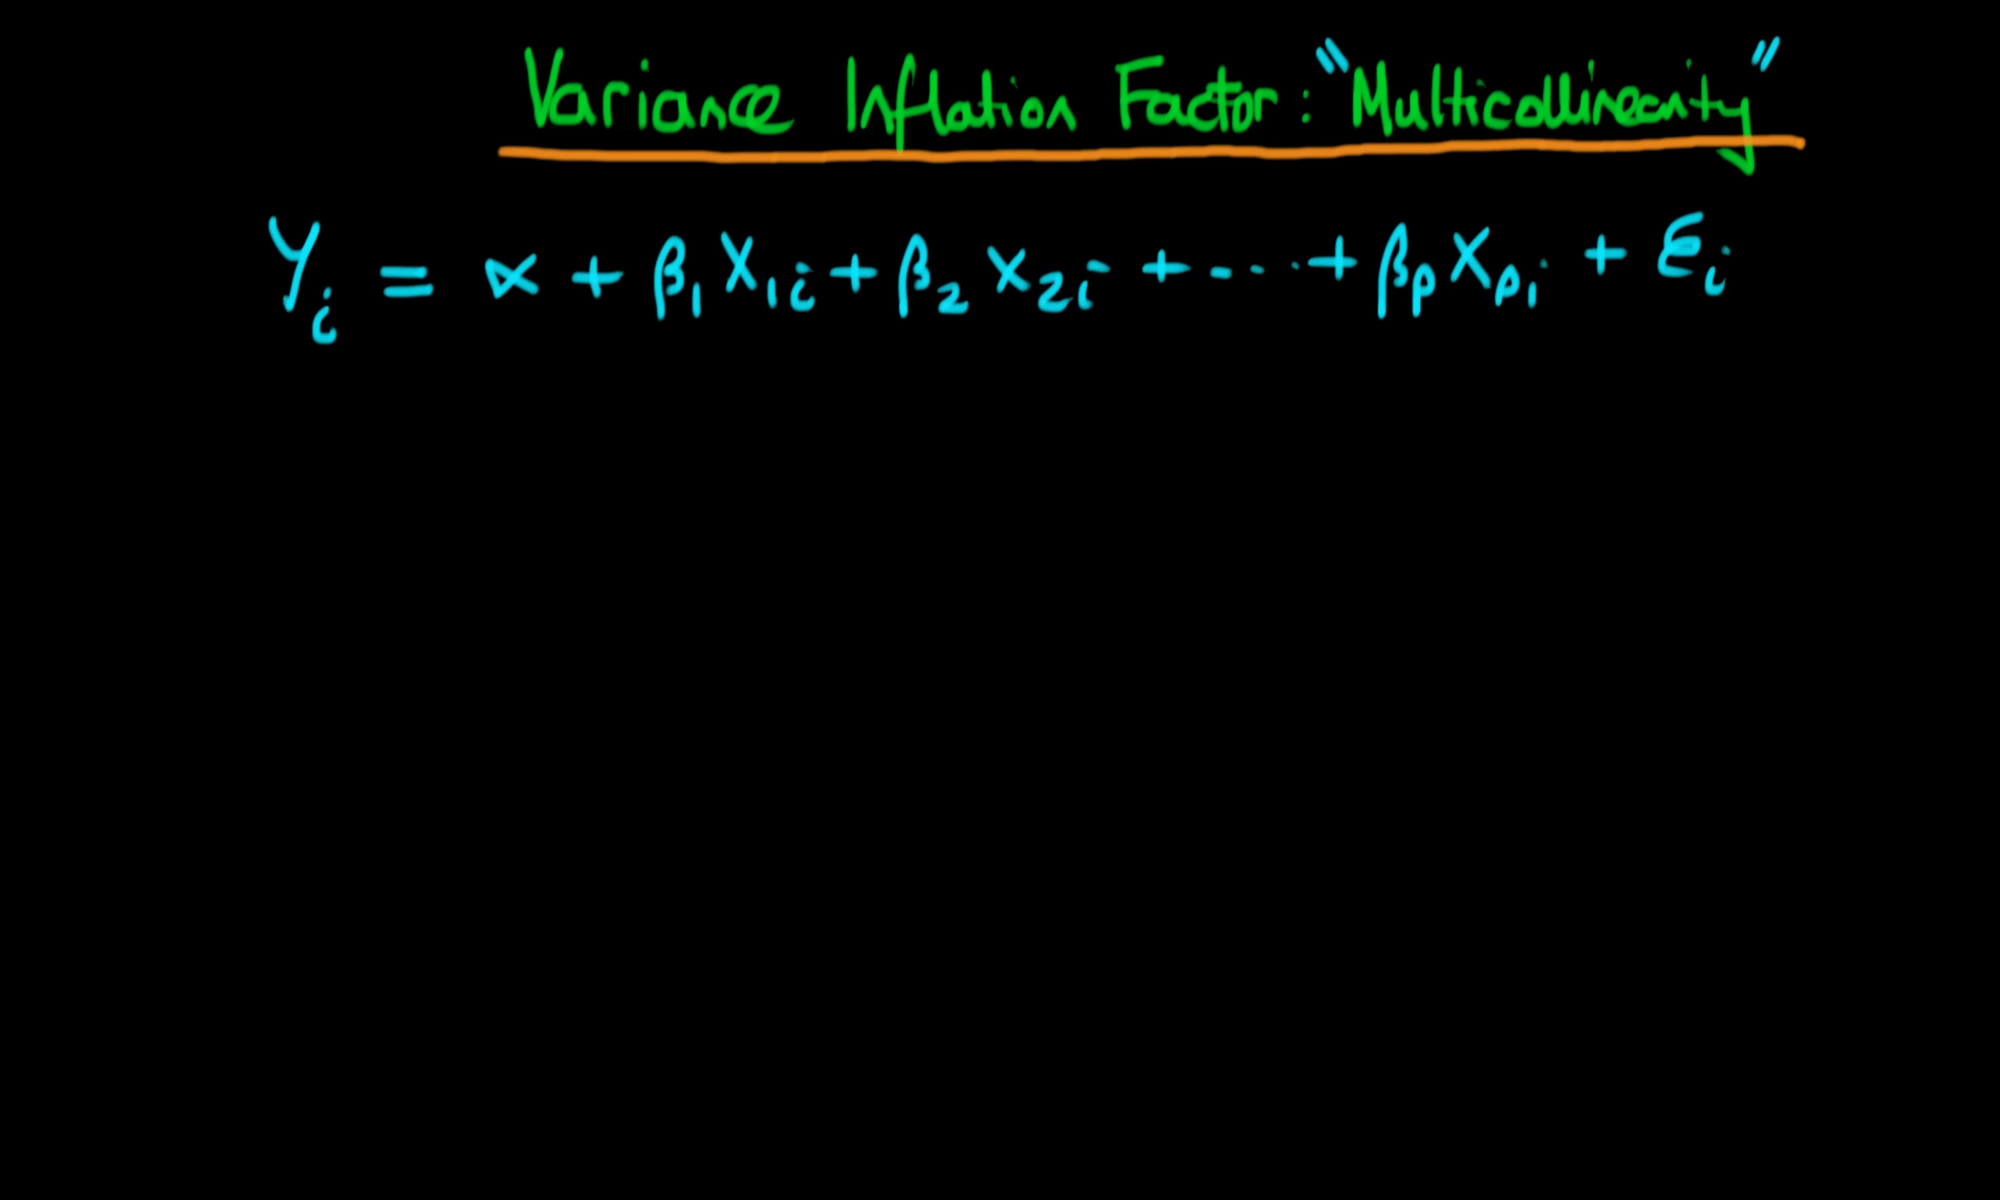 Variance Inflation Factor: "Multicollinearity"
Yᵢ = α + β₁X₁ᵢ + β₂X₂ᵢ + ... + βₚXₚᵢ + εᵢ